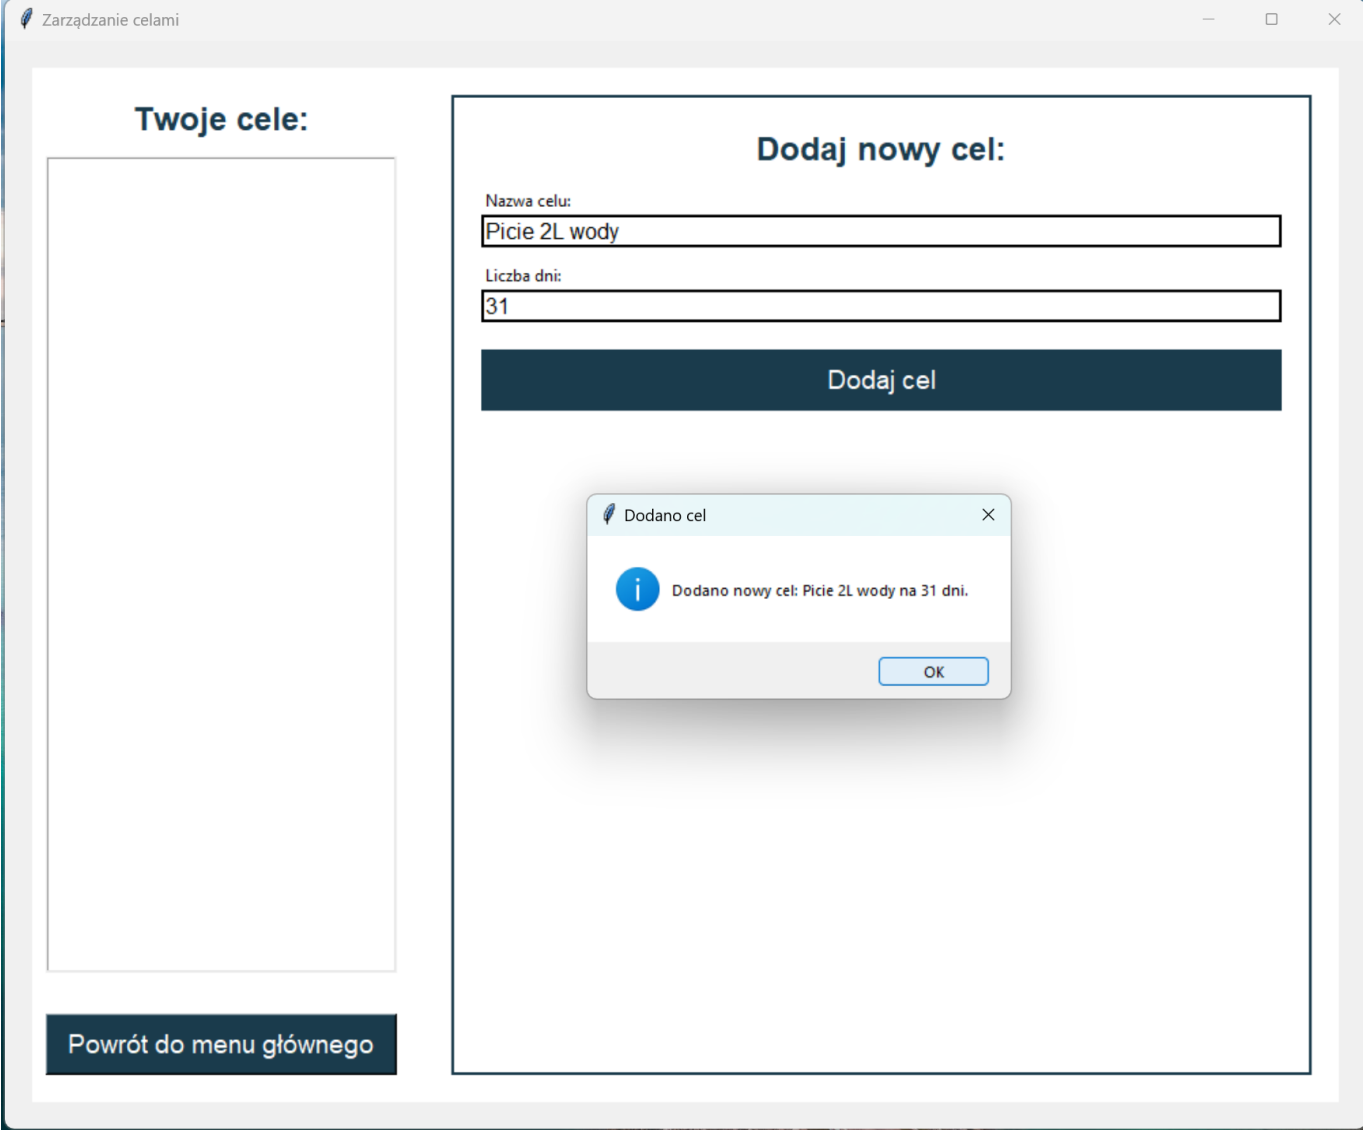 Zarządzanie celami
Twoje cele:
Dodaj nowy cel:
Nazwa celu:
Picie 2L wody
Liczba dni:
31
Dodaj cel
Dodano cel
Dodano nowy cel: Picie 2L wody na 31 dni.
OK
Powrót do menu głównego